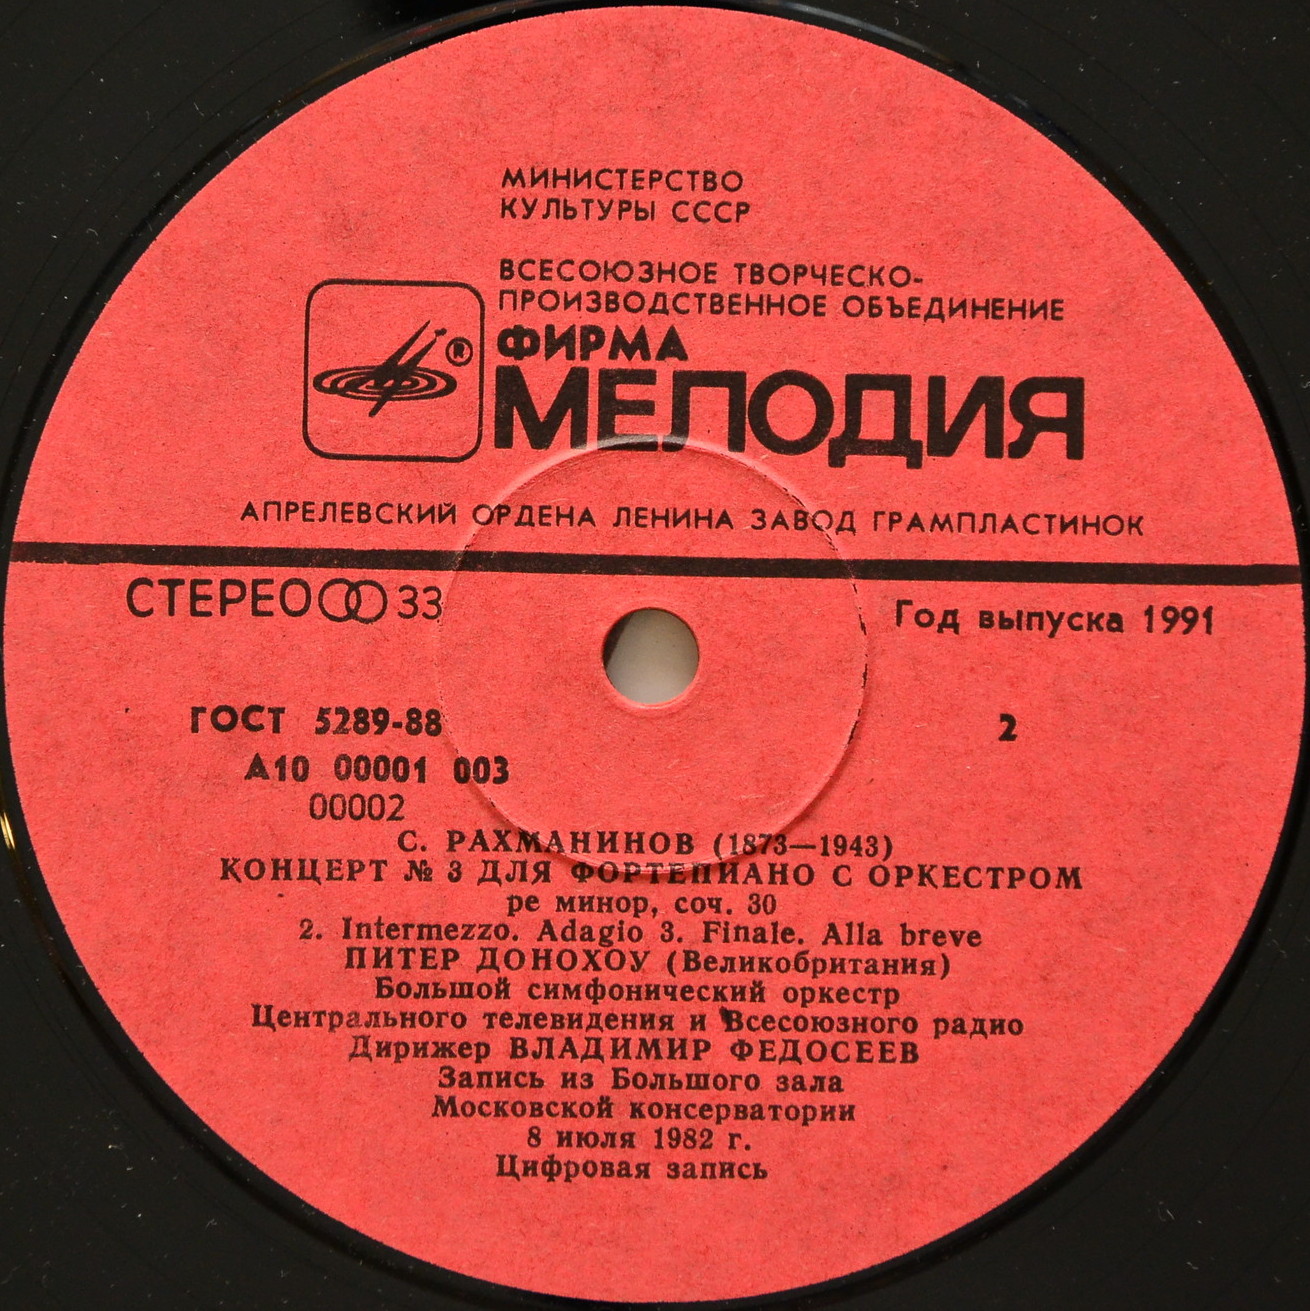 МИНИСТЕРСТВО
КУЛЬТУРЫ СССР
ВСЕСОЮЗНОЕ ТВОРЧЕСКО-
ПРОИЗВОДСТВЕННОЕ ОБЪЕДИНЕНИЕ
ФИРМА
®
МЕЛОДИЯ
АПРЕЛЕВСКИЙ ОРДЕНА ЛЕНИНА ЗАВОД ГРАМПЛАСТИНОК
СТЕРЕО 33
Год выпуска 1991
ГОСТ 5289-88
2
А10 00001 003
00002
С. РАХМАНИНОВ (1873—1943)
КОНЦЕРТ № 3 ДЛЯ ФОРТЕПИАНО С ОРКЕСТРОМ
ре минор, соч. 30
2. Intermezzo. Adagio 3. Finale. Alla breve
ПИТЕР ДОНОХОУ (Великобритания)
Большой симфонический оркестр
Центрального телевидения и Всесоюзного радио
Дирижер ВЛАДИМИР ФЕДОСЕЕВ
Запись из Большого зала
Московской консерватории
8 июля 1982 г.
Цифровая запись